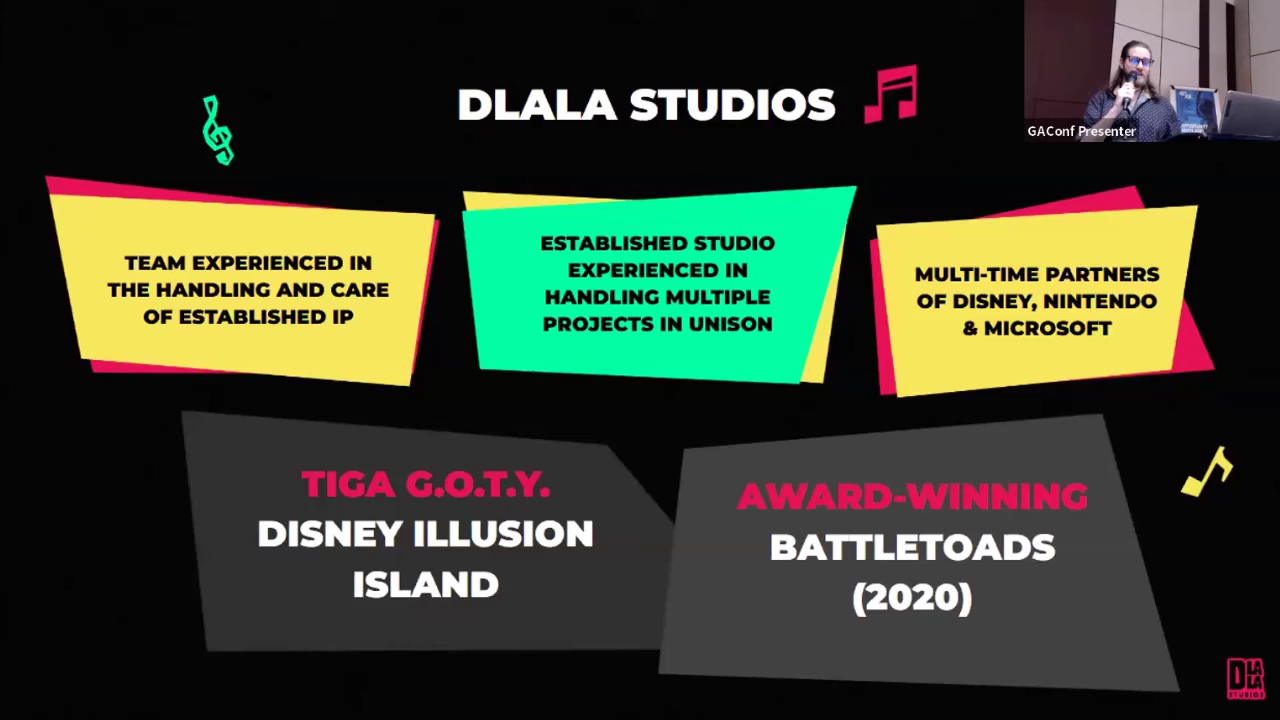 DLALA STUDIOS
GAConf Presenter
TEAM EXPERIENCED IN
THE HANDLING AND CARE
OF ESTABLISHED IP
ESTABLISHED STUDIO
EXPERIENCED IN
HANDLING MULTIPLE
PROJECTS IN UNISON
MULTI-TIME PARTNERS
OF DISNEY, NINTENDO
& MICROSOFT
TIGA G.O.T.Y.
DISNEY ILLUSION
ISLAND
AWARD-WINNING
BATTLETOADS
(2020)
DLALA
STUDIOS